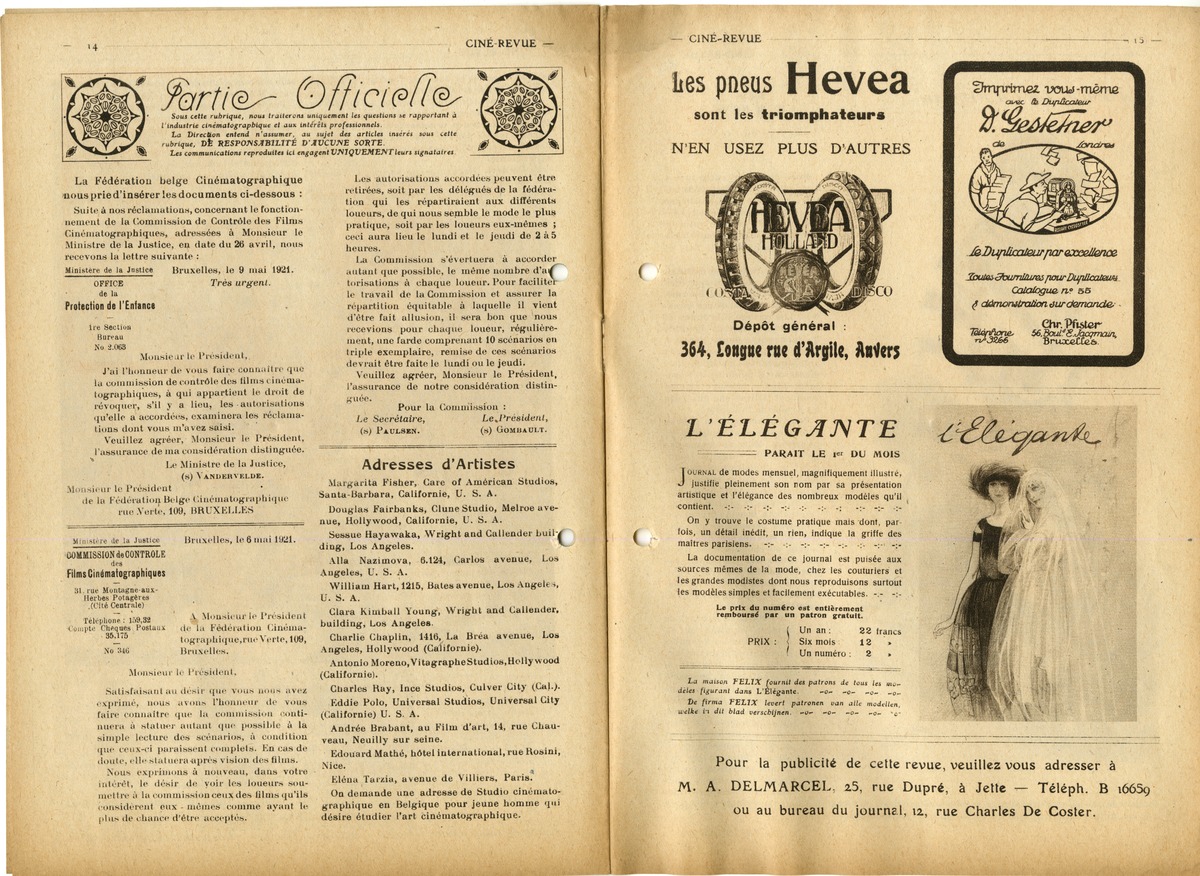 14
CINÉ-REVUE —
Partie Officielle
Sous cette rubrique, nous traiterons uniquement les questions se rapportant à
l'industrie cinématographique et aux intérêts professionnels.
La Direction entend n'assumer, au sujet des articles insérés sous cette
rubrique, DE RESPONSABILITÉ D'AUCUNE SORTE.
Les communications reproduites ici engagent UNIQUEMENT leurs signataires.
La Fédération belge Cinématographique
nous prie d'insérer les documents ci-dessous :
Suite à nos réclamations, concernant le fonction-
nement de la Commission de Contrôle des Films
Cinématographiques, adressées à Monsieur le
Ministre de la Justice, en date du 26 avril, nous
recevons la lettre suivante :
Ministère de la Justice
Bruxelles, le 9 mai 1921.
OFFICE
Très urgent.
de la
Protection de l'Enfance
1re Section
Bureau
No 2.063
Monsieur le Président,
J'ai l'honneur de vous faire connaître que
la commission de contrôle des films cinéma-
tographiques, à qui appartient le droit de
révoquer, s'il y a lieu, les autorisations
qu'elle a accordées, examinera les réclama-
tions dont vous m'avez saisi.
Veuillez agréer, Monsieur le Président,
l'assurance de ma considération distinguée.
Le Ministre de la Justice,
(s) VANDERVELDE.
Monsieur le Président
de la Fédération Belge Cinématographique
rue Verte, 109, BRUXELLES
Ministère de la Justice
Bruxelles, le 6 mai 1921.
COMMISSION de CONTROLE
des
Films Cinématographiques
31, rue Montagne-aux-
Herbes Potagères
(Cité Centrale)
Téléphone : 159,32
Compte Chèques Postaux
35.175
No 346
A Monsieur le Président
de la Fédération Cinéma-
tographique, rue Verte, 109,
Bruxelles.
Monsieur le Président,
Satisfaisant au désir que vous nous avez
exprimé, nous avons l'honneur de vous
faire connaître que la commission conti-
nuera à statuer autant que possible à la
simple lecture des scénarios, à condition
que ceux-ci paraissent complets. En cas de
doute, elle statuera après vision des films.
Nous exprimons à nouveau, dans votre
intérêt, le désir de voir les loueurs sou-
mettre à la commission ceux des films qu'ils
considèrent eux-mêmes comme ayant le
plus de chance d'être acceptés.
Les autorisations accordées peuvent être
retirées, soit par les délégués de la fédéra-
tion qui les répartiraient aux différents
loueurs, de qui nous semble le mode le plus
pratique, soit par les loueurs eux-mêmes ;
ceci aura lieu le lundi et le jeudi de 2 à 5
heures.
La Commission s'évertuera à accorder
autant que possible, le même nombre d'au-
torisations à chaque loueur. Pour faciliter
le travail de la Commission et assurer la
répartition équitable à laquelle il vient
d'être fait allusion, il sera bon que nous
recevions pour chaque loueur, régulière-
ment, une farde comprenant 10 scénarios en
triple exemplaire, remise de ces scénarios
devrait être faite le lundi ou le jeudi.
Veuillez agréer, Monsieur le Président,
l'assurance de notre considération distin-
guée.
Pour la Commission :
Le Secrétaire,
Le Président,
(s) PAULSEN.
(s) GOMBAULT.
Adresses d'Artistes
Margarita Fisher, Care of American Studios,
Santa-Barbara, Californie, U. S. A.
Douglas Fairbanks, Clune Studio, Melroe ave-
nue, Hollywood, Californie, U. S. A.
Sessue Hayawaka, Wright and Callender buil-
ding, Los Angeles.
Alla Nazimova, 6.124, Carlos avenue, Los
Angeles, U. S. A.
William Hart, 1215, Bates avenue, Los Angeles,
U. S. A.
Clara Kimball Young, Wright and Callender,
building, Los Angeles.
Charlie Chaplin, 1416, La Bréa avenue, Los
Angeles, Hollywood (Californie).
Antonio Moreno, Vitagraphe Studios, Hollywood
(Californie).
Charles Ray, Ince Studios, Culver City (Cal.).
Eddie Polo, Universal Studios, Universal City
(Californie) U. S. A.
Andrée Brabant, au Film d'art, 14, rue Chau-
veau, Neuilly sur seine.
Edouard Mathé, hôtel international, rue Rosini,
Nice.
Eléna Tarzia, avenue de Villiers, Paris.
On demande une adresse de Studio cinémato-
graphique en Belgique pour jeune homme qui
désire étudier l'art cinématographique.
— CINÉ-REVUE
15 —
Les pneus Hevea
sont les triomphateurs
N'EN USEZ PLUS D'AUTRES
COSTA DISCO
HEVEA
HOLLAND
COSTA DISCO
Dépôt général :
364, Longue rue d'Argile, Anvers
Imprimez vous-même
avec le Duplicateur
D. Gestetner
de Londres
Le Duplicateur par excellence
Toutes Fournitures pour Duplicateurs
Catalogue n° 55
& démonstration sur demande
Chr. Pfister
Téléphone
n° 3266
56, Boul.d E. Jacqmain,
Bruxelles.
L'ÉLÉGANTE
PARAIT LE 1er DU MOIS
JOURNAL de modes mensuel, magnifiquement illustré,
justifie pleinement son nom par sa présentation
artistique et l'élégance des nombreux modèles qu'il
contient.
On y trouve le costume pratique mais dont, par-
fois, un détail inédit, un rien, indique la griffe des
maîtres parisiens.
La documentation de ce journal est puisée aux
sources mêmes de la mode, chez les couturiers et
les grandes modistes dont nous reproduisons surtout
les modèles simples et facilement exécutables.
Le prix du numéro est entièrement
remboursé par un patron gratuit.
PRIX :
Un an : 22 francs
Six mois 12 »
Un numéro : 2 »
La maison FELIX fournit des patrons de tous les mo-
dèles figurant dans L'Élégante.
De firma FELIX levert patronen van alle modellen,
welke in dit blad verschijnen.
l'Elégante
Pour la publicité de cette revue, veuillez vous adresser à
M. A. DELMARCEL, 25, rue Dupré, à Jette — Téléph. B 16659
ou au bureau du journal, 12, rue Charles De Coster.